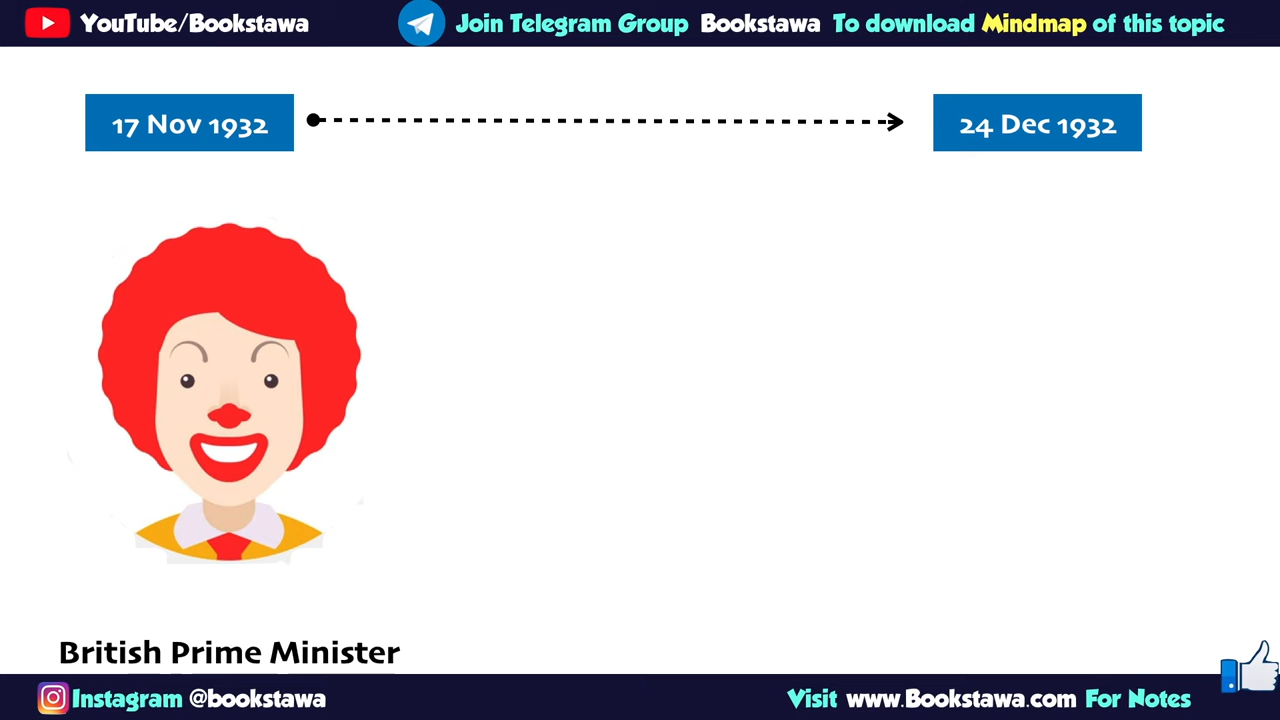 YouTube/Bookstawa
Join Telegram Group Bookstawa To download Mindmap of this topic
17 Nov 1932
24 Dec 1932
British Prime Minister
Instagram @bookstawa
Visit www.Bookstawa.com For Notes